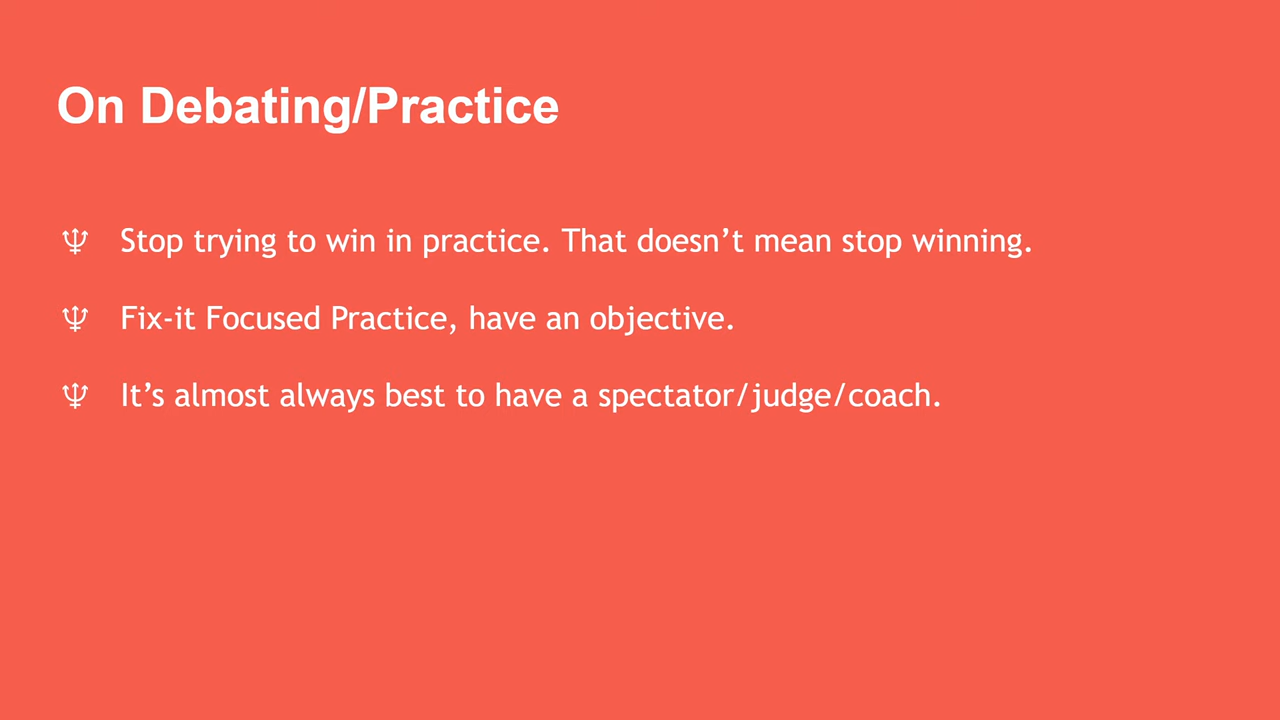 On Debating/Practice
♆ Stop trying to win in practice. That doesn’t mean stop winning.
♆ Fix-it Focused Practice, have an objective.
♆ It’s almost always best to have a spectator/judge/coach.